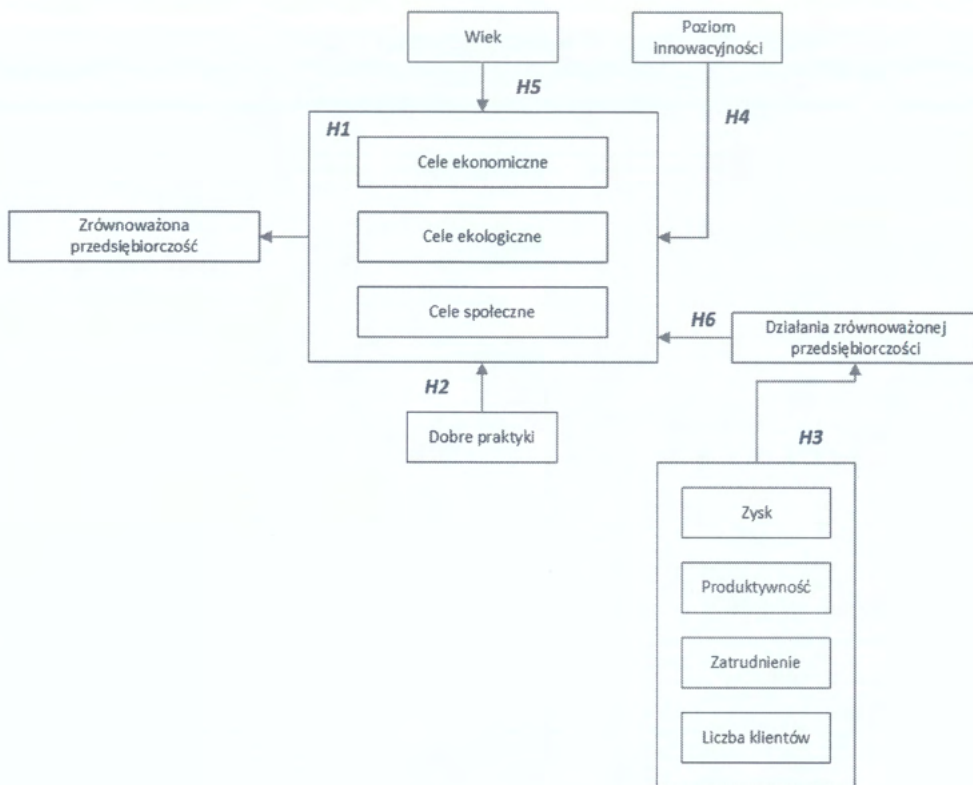 Wiek
Poziom
innowacyjności
H5
H4
H1
Cele ekonomiczne
Zrównoważona
przedsiębiorczość
Cele ekologiczne
Cele społeczne
H6
Działania zrównoważonej
przedsiębiorczości
H2
Dobre praktyki
H3
Zysk
Produktywność
Zatrudnienie
Liczba klientów